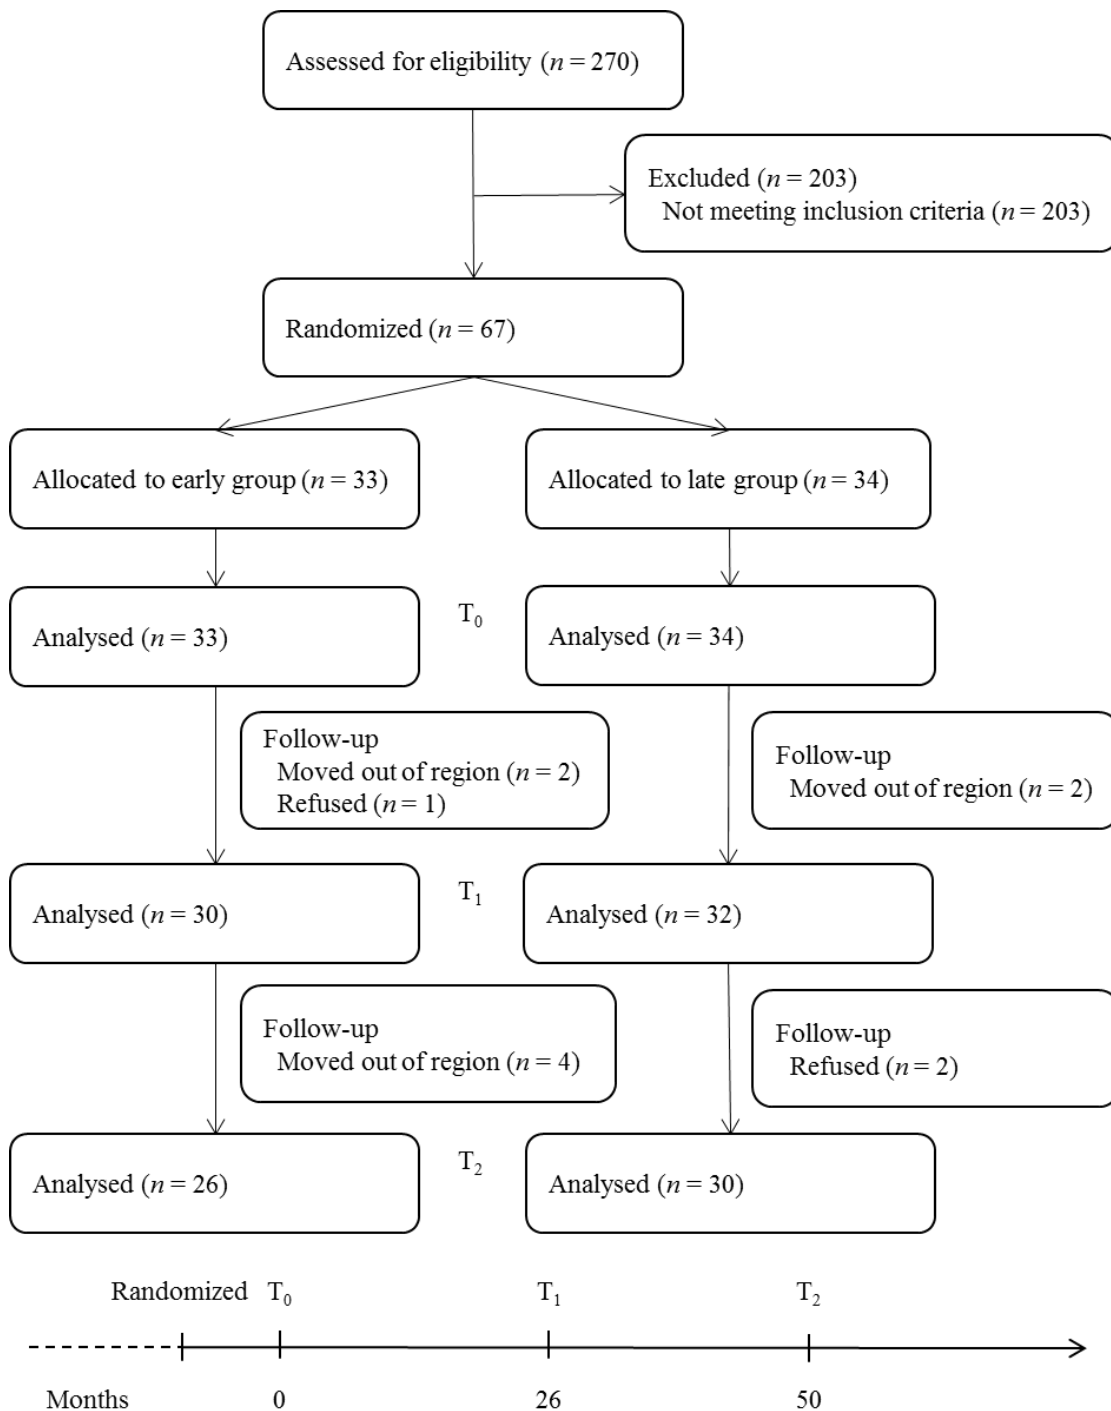 Assessed for eligibility (n = 270)
Excluded (n = 203)
Not meeting inclusion criteria (n = 203)
Randomized (n = 67)
Allocated to early group (n = 33)
Allocated to late group (n = 34)
Analysed (n = 33)
T0
Analysed (n = 34)
Follow-up
Moved out of region (n = 2)
Refused (n = 1)
Follow-up
Moved out of region (n = 2)
Analysed (n = 30)
T1
Analysed (n = 32)
Follow-up
Moved out of region (n = 4)
Follow-up
Refused (n = 2)
Analysed (n = 26)
T2
Analysed (n = 30)
Randomized T0 T1 T2
Months 0 26 50